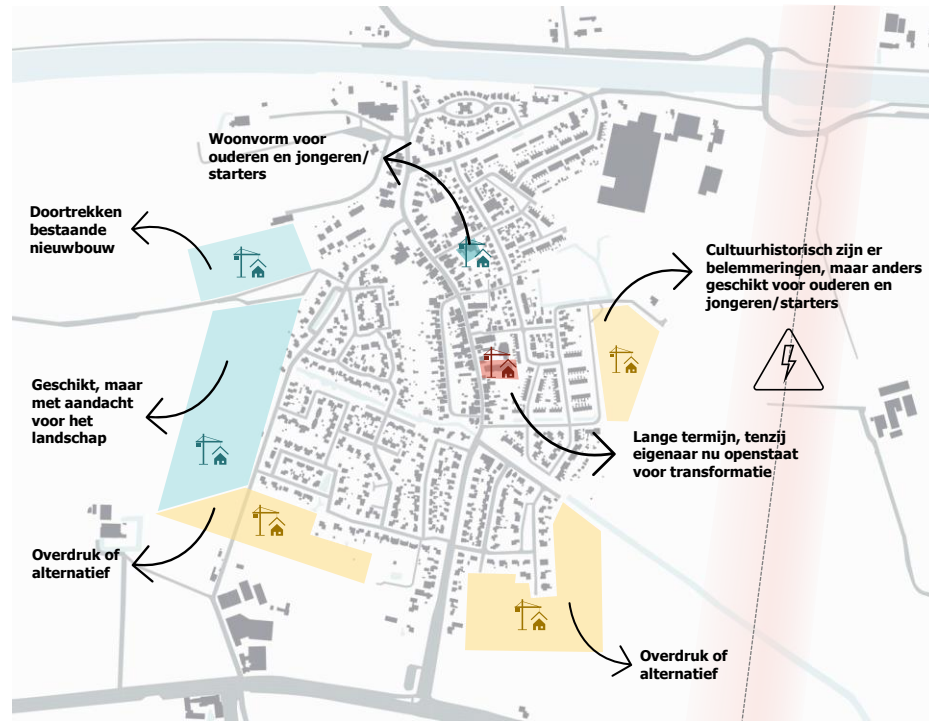 Woonvorm voor
ouderen en jongeren/
starters
Doortrekken
bestaande
nieuwbouw
Cultuurhistorisch zijn er
belemmeringen, maar anders
geschikt voor ouderen en
jongeren/starters
Geschikt, maar
met aandacht
voor het
landschap
Lange termijn, tenzij
eigenaar nu openstaat
voor transformatie
Overdruk of
alternatief
Overdruk of
alternatief